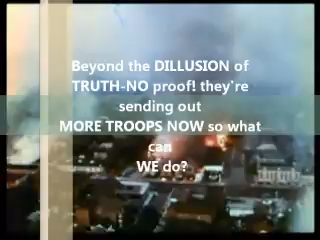 Beyond the DILLUSION of
TRUTH-NO proof! they're
sending out
MORE TROOPS NOW so what
can
WE do?